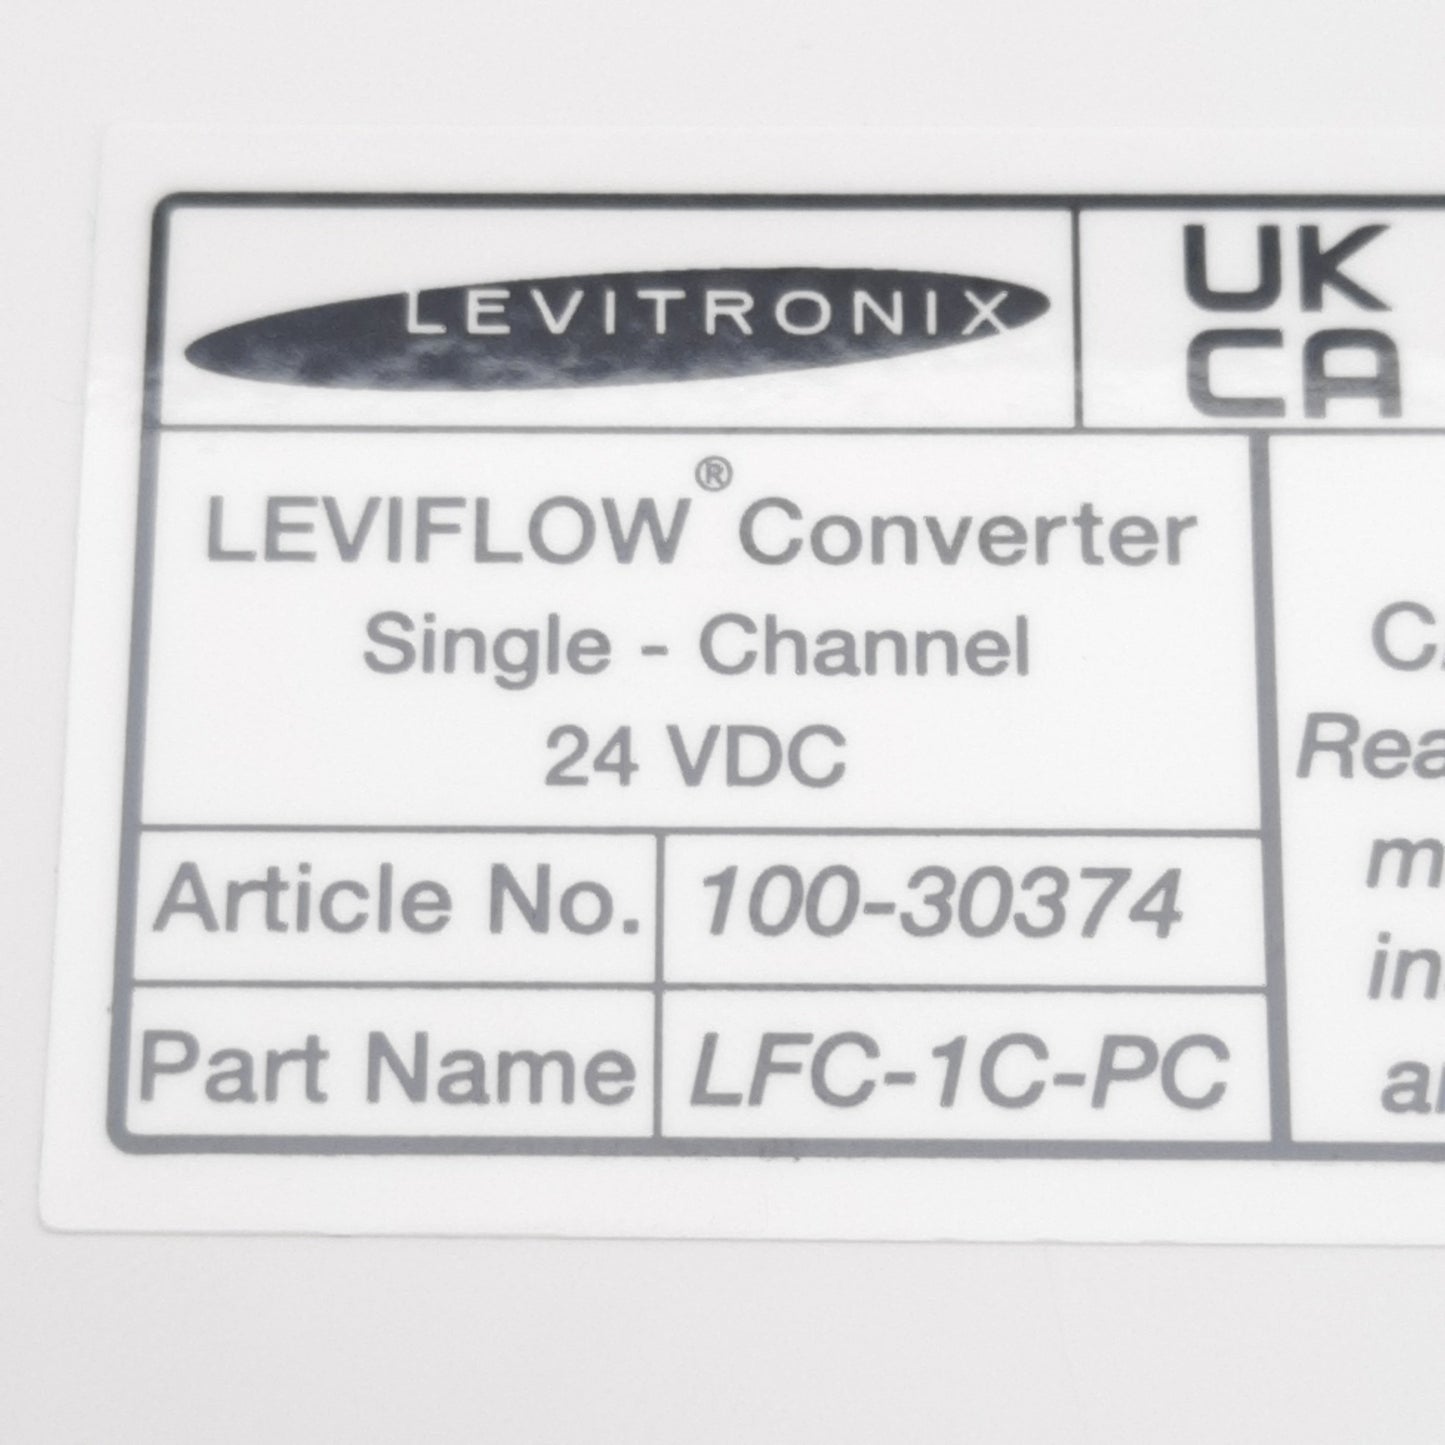 LEVITRONIX
UK
CA
LEVIFLOW® Converter
Single - Channel
24 VDC
Article No. 100-30374
Part Name LFC-1C-PC